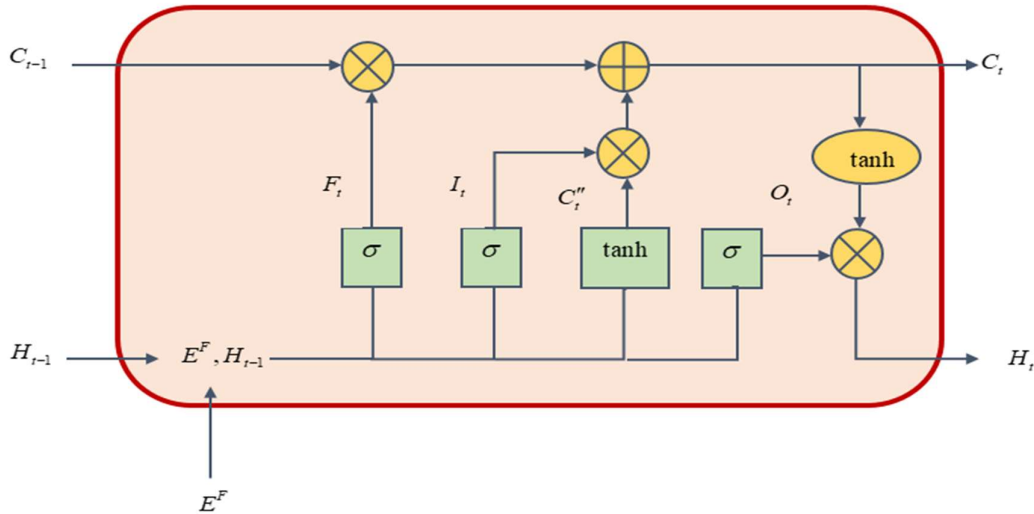 C_{t-1} C_t
tanh
F_t I_t C''_t O_t
σ σ tanh σ
H_{t-1} E^F, H_{t-1} H_t
E^F